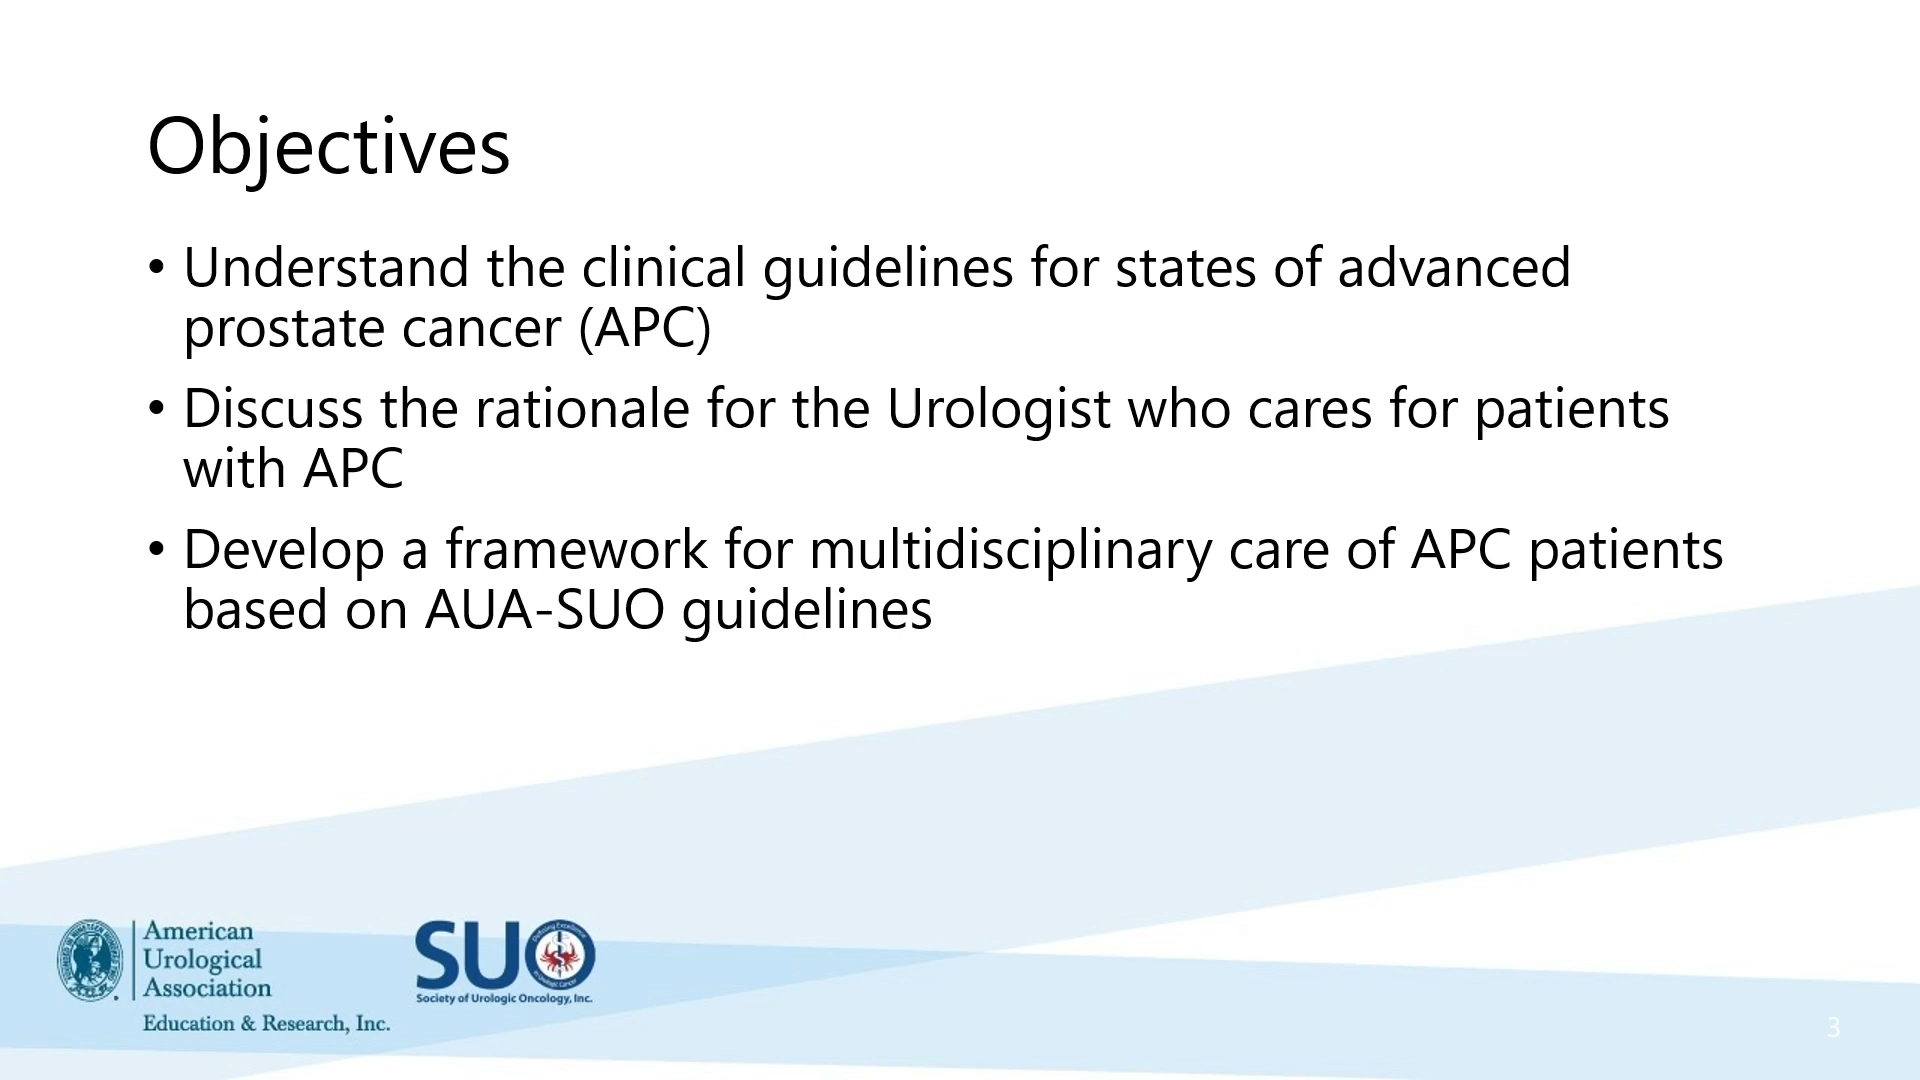 Objectives
• Understand the clinical guidelines for states of advanced
prostate cancer (APC)
• Discuss the rationale for the Urologist who cares for patients
with APC
• Develop a framework for multidisciplinary care of APC patients
based on AUA-SUO guidelines
American
Urological
Association
Education & Research, Inc.
SUO
Society of Urologic Oncology, Inc.
3